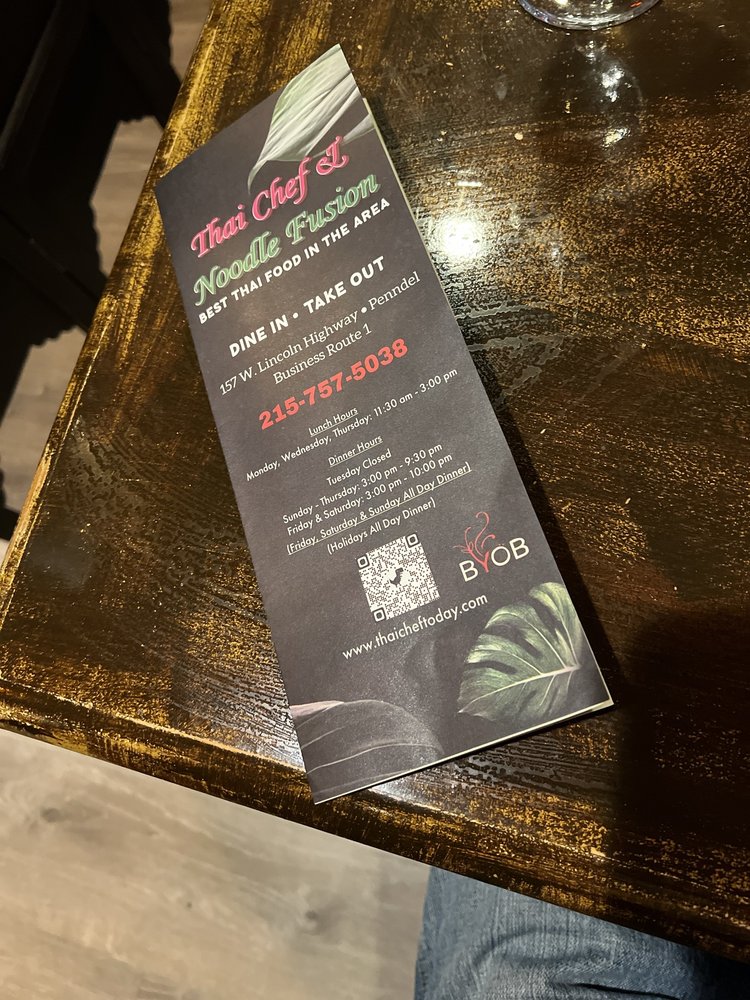 Thai Chef &
Noodle Fusion
BEST THAI FOOD IN THE AREA
DINE IN • TAKE OUT
157 W. Lincoln Highway • Penndel
Business Route 1
215-757-5038
Lunch Hours
Monday, Wednesday, Thursday: 11:30 am - 3:00 pm
Dinner Hours
Tuesday Closed
Sunday - Thursday: 3:00 pm - 9:30 pm
Friday & Saturday: 3:00 pm - 10:00 pm
(Friday, Saturday & Sunday All Day Dinner)
(Holidays All Day Dinner)
BYOB
www.thaicheftoday.com